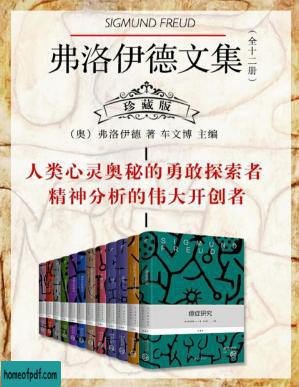 SIGMUND FREUD
弗洛伊德文集
（全十二册）
珍藏版
（奥）弗洛伊德 著 车文博 主编
人类心灵奥秘的勇敢探索者
精神分析的伟大开创者
SIGMUND
FREUD
癔症研究
homeofpdf.com